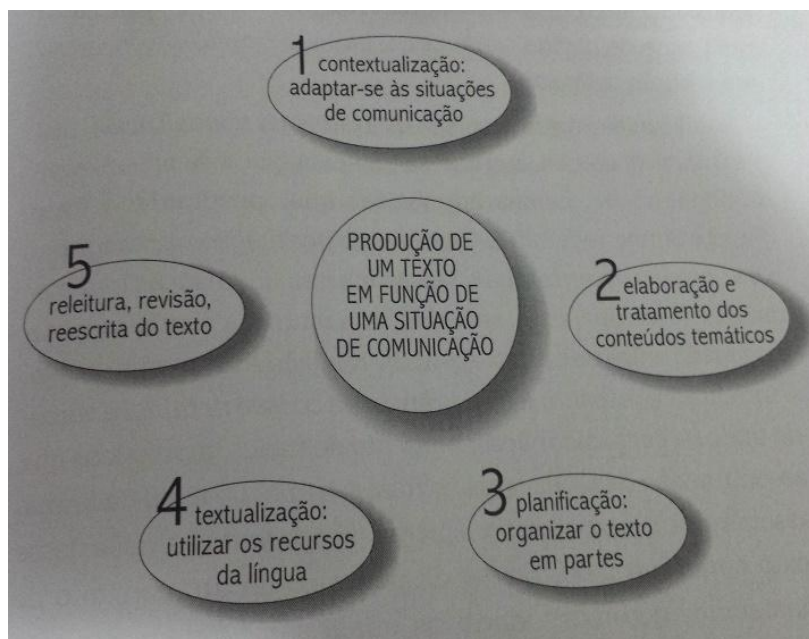 1 contextualização:
adaptar-se às situações
de comunicação
PRODUÇÃO DE
UM TEXTO
EM FUNÇÃO DE
UMA SITUAÇÃO
DE COMUNICAÇÃO
2 elaboração e
tratamento dos
conteúdos temáticos
3 planificação:
organizar o texto
em partes
4 textualização:
utilizar os recursos
da língua
5
releitura, revisão,
reescrita do texto